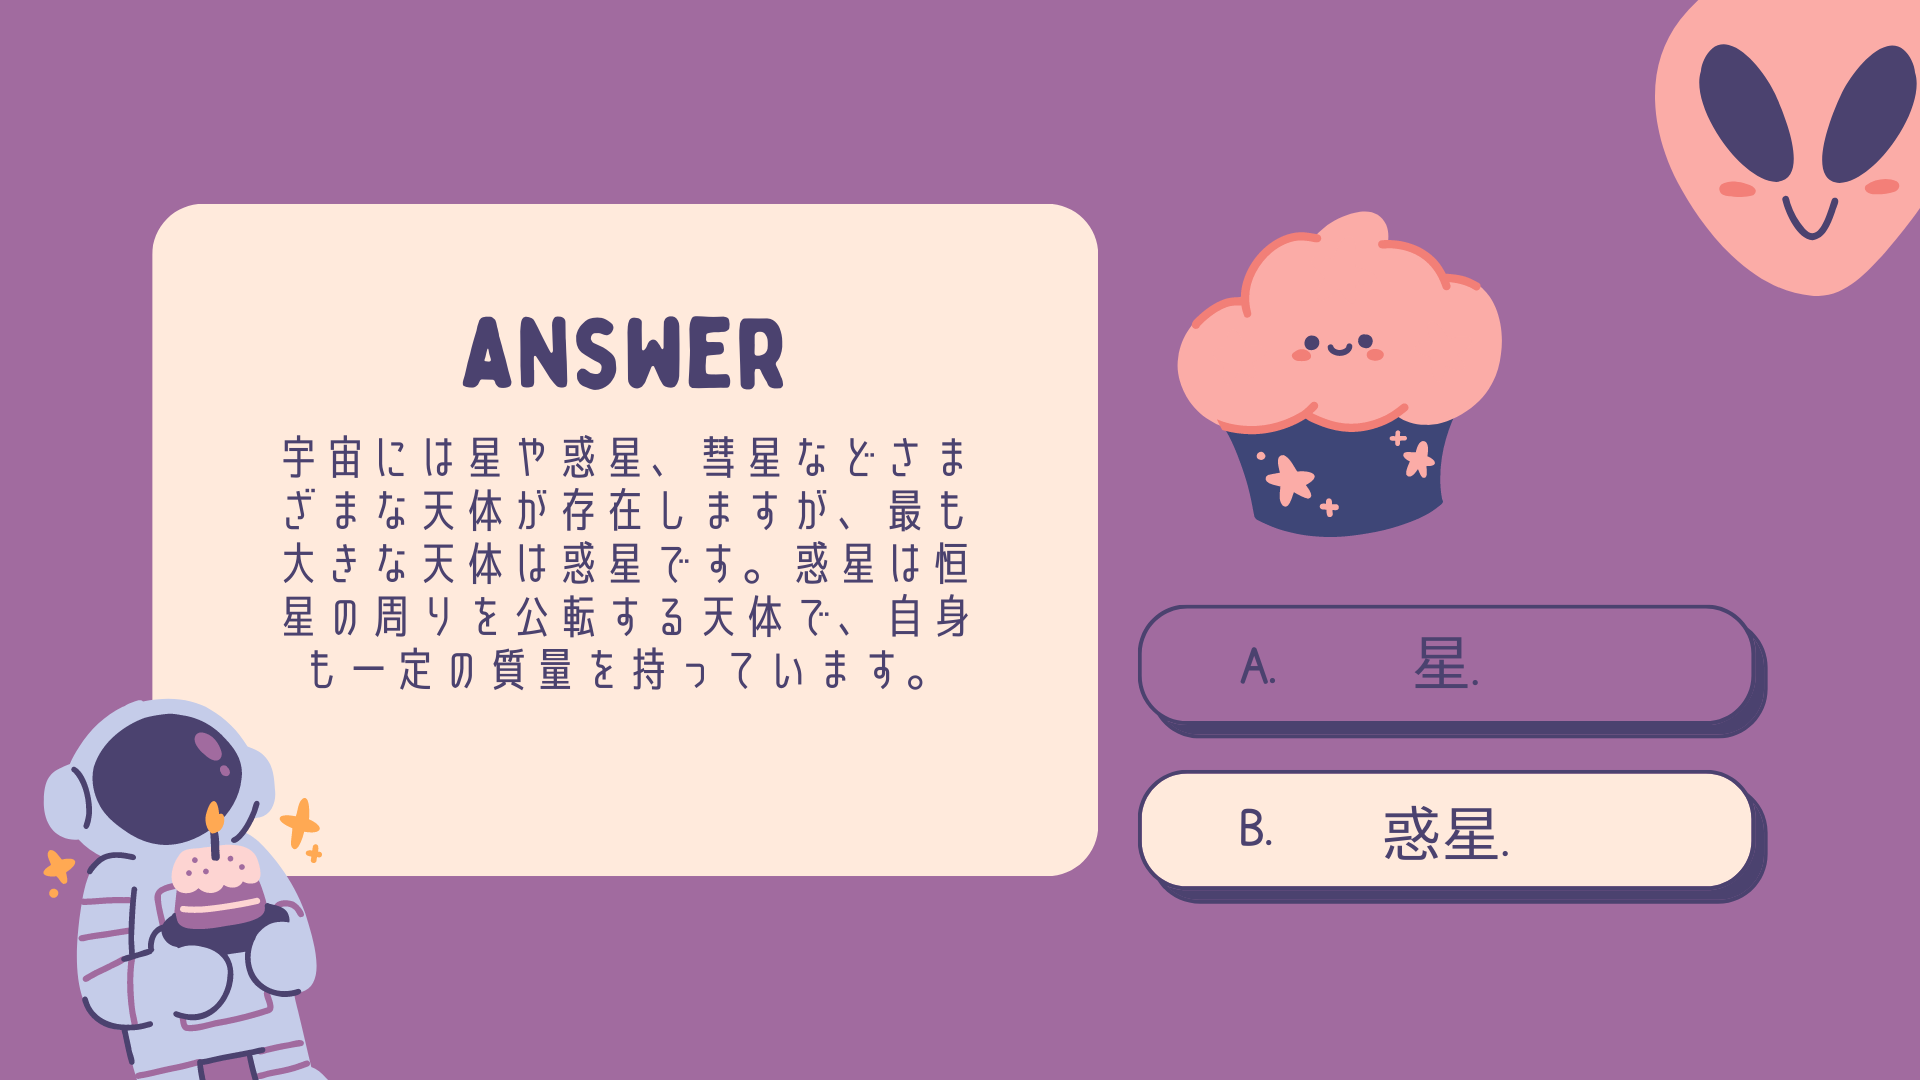 ANSWER
宇宙には星や惑星、彗星などさま
ざまな天体が存在しますが、最も
大きな天体は惑星です。惑星は恒
星の周りを公転する天体で、自身
も一定の質量を持っています。
A. 星.
B. 惑星.